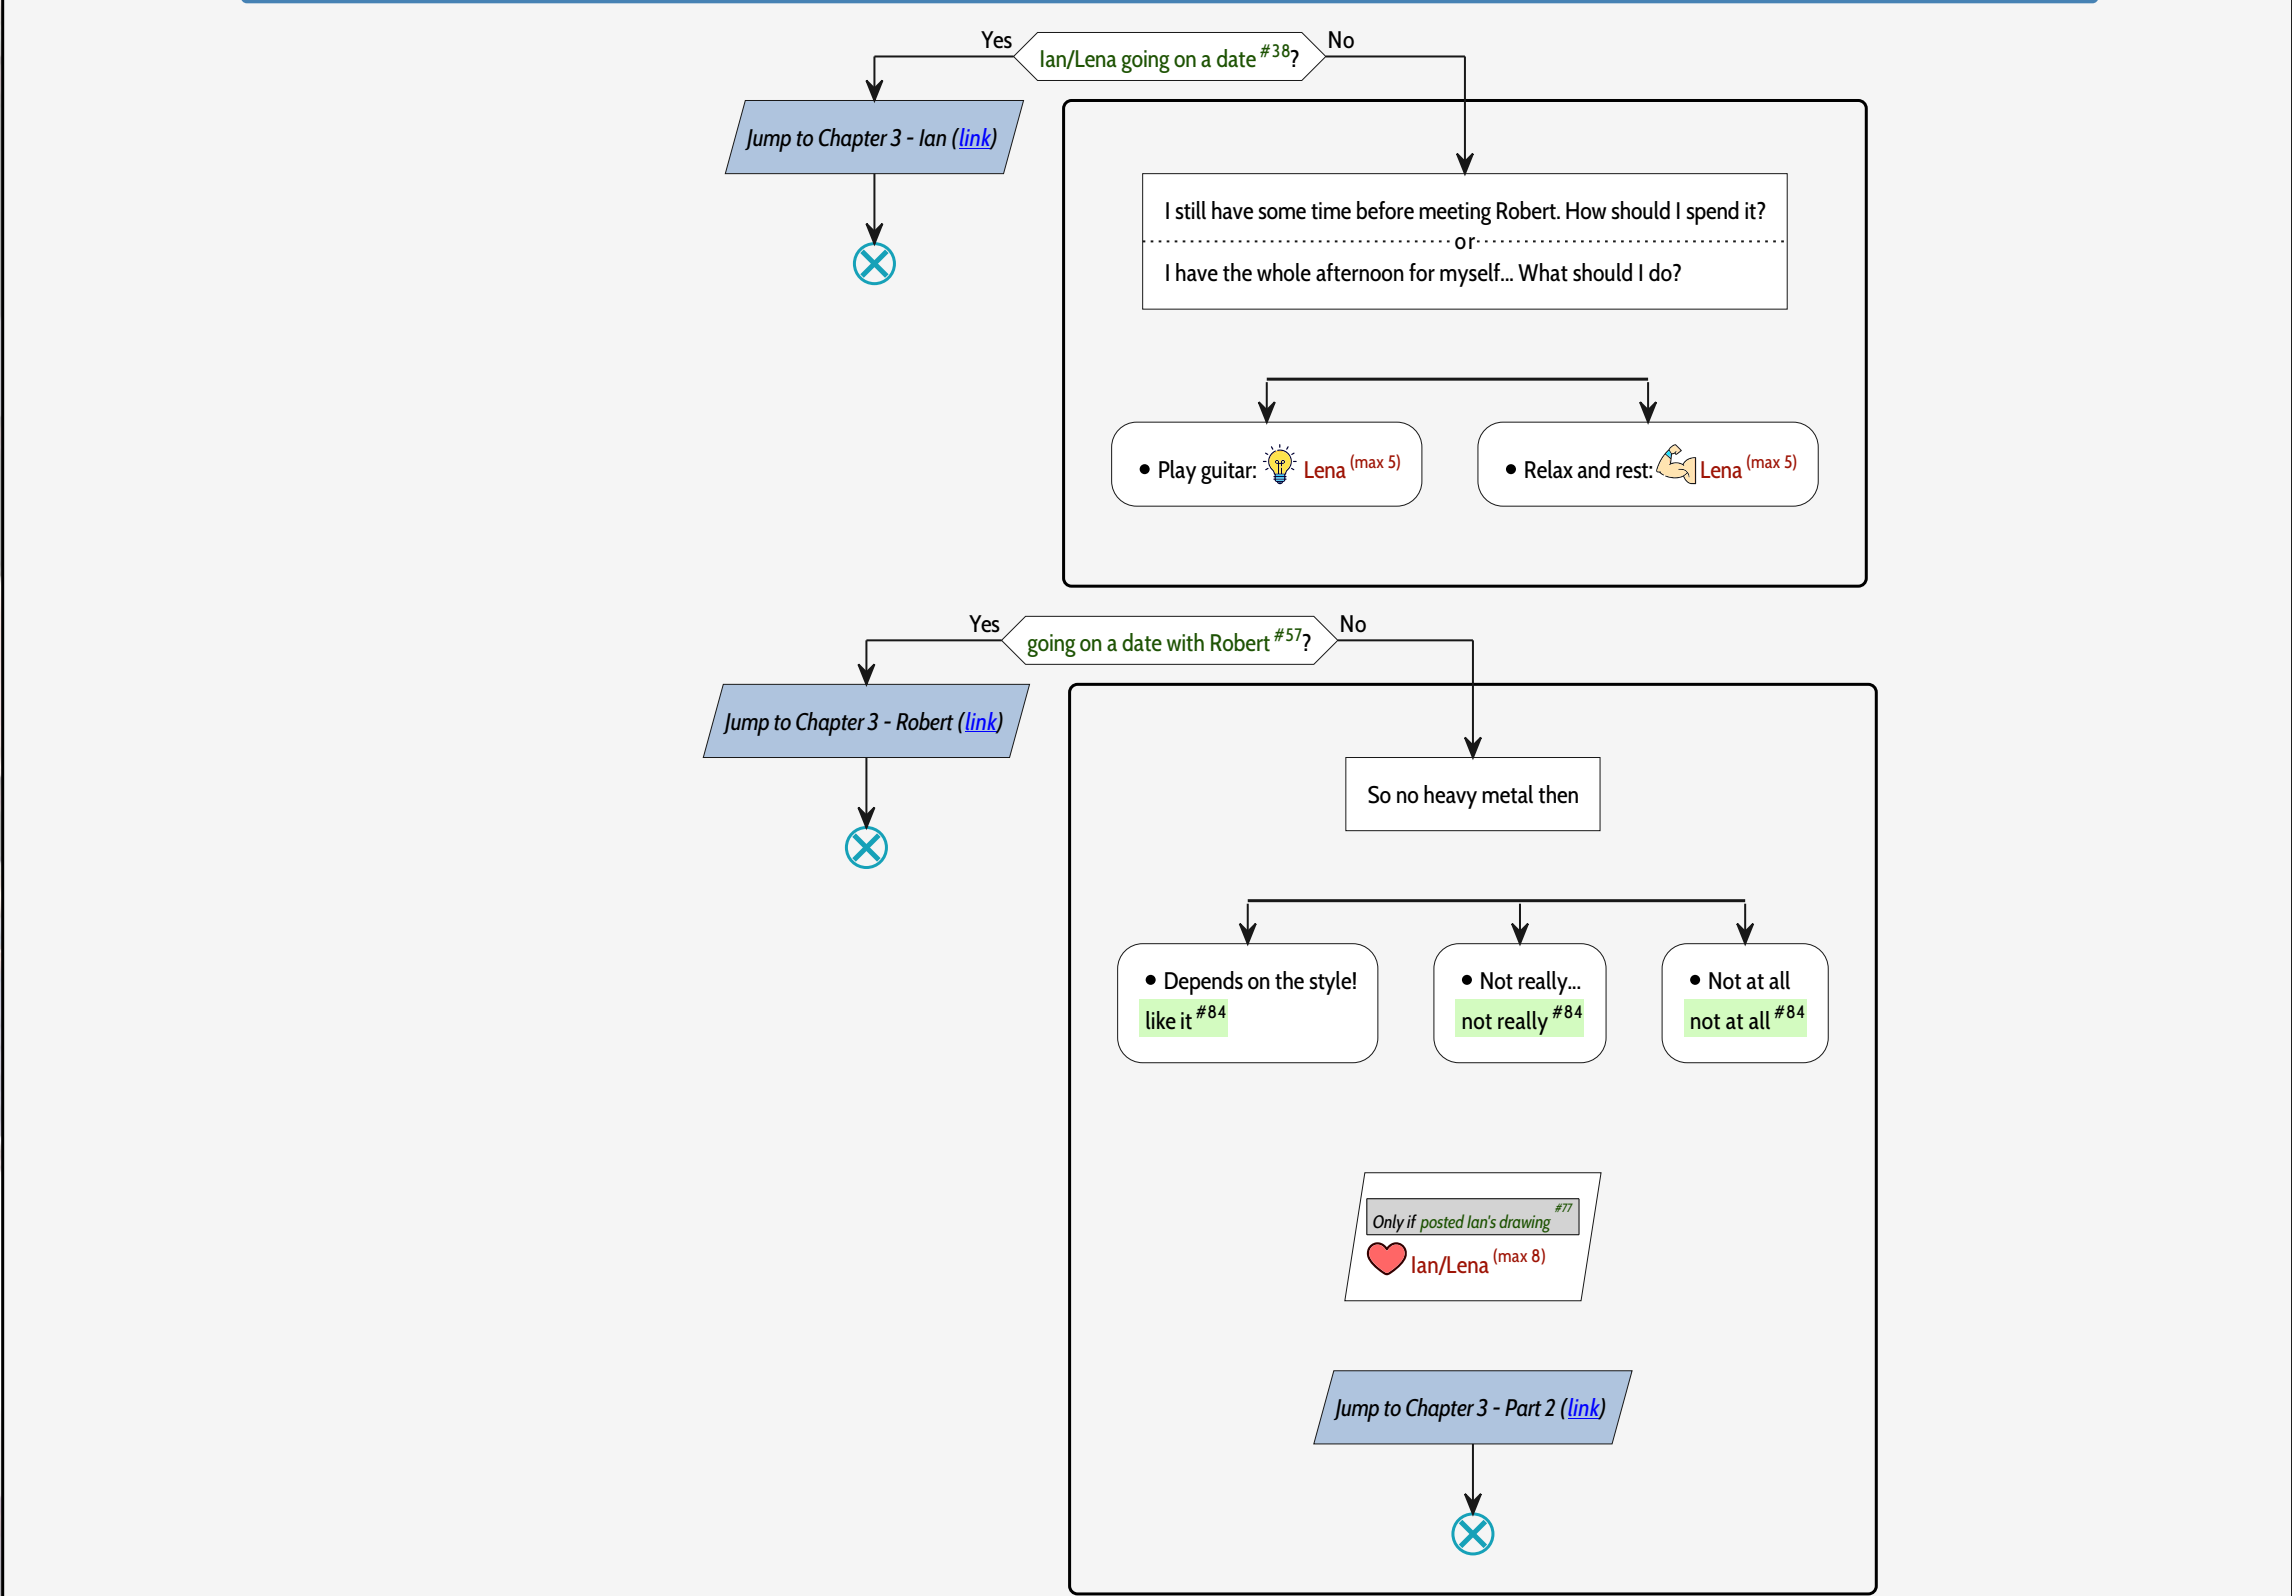 Yes
Ian/Lena going on a date #38?
No
Jump to Chapter 3 - Ian (link)
I still have some time before meeting Robert. How should I spend it?
or
I have the whole afternoon for myself... What should I do?
• Play guitar: Lena (max 5)
• Relax and rest: Lena (max 5)
Yes
going on a date with Robert #57?
No
Jump to Chapter 3 - Robert (link)
So no heavy metal then
• Depends on the style!
like it #84
• Not really...
not really #84
• Not at all
not at all #84
Only if posted Ian's drawing #77
Ian/Lena (max 8)
Jump to Chapter 3 - Part 2 (link)